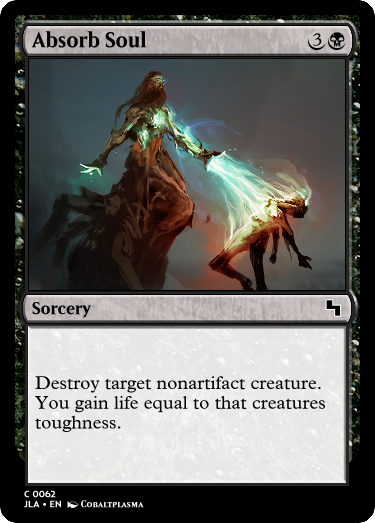 Absorb Soul 3
Sorcery
Destroy target nonartifact creature.
You gain life equal to that creatures
toughness.
C 0062
JLA • EN Cobaltplasma